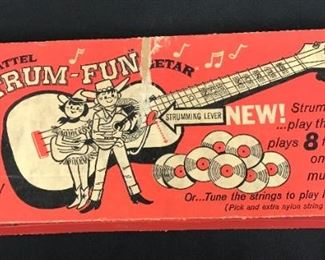 ATTEL
RUM-FUN GETAR
STRUMMING LEVER
NEW!
Strum
...play th
plays 8 f
on
mu
Or...Tune the strings to play
(Pick and extra nylon string